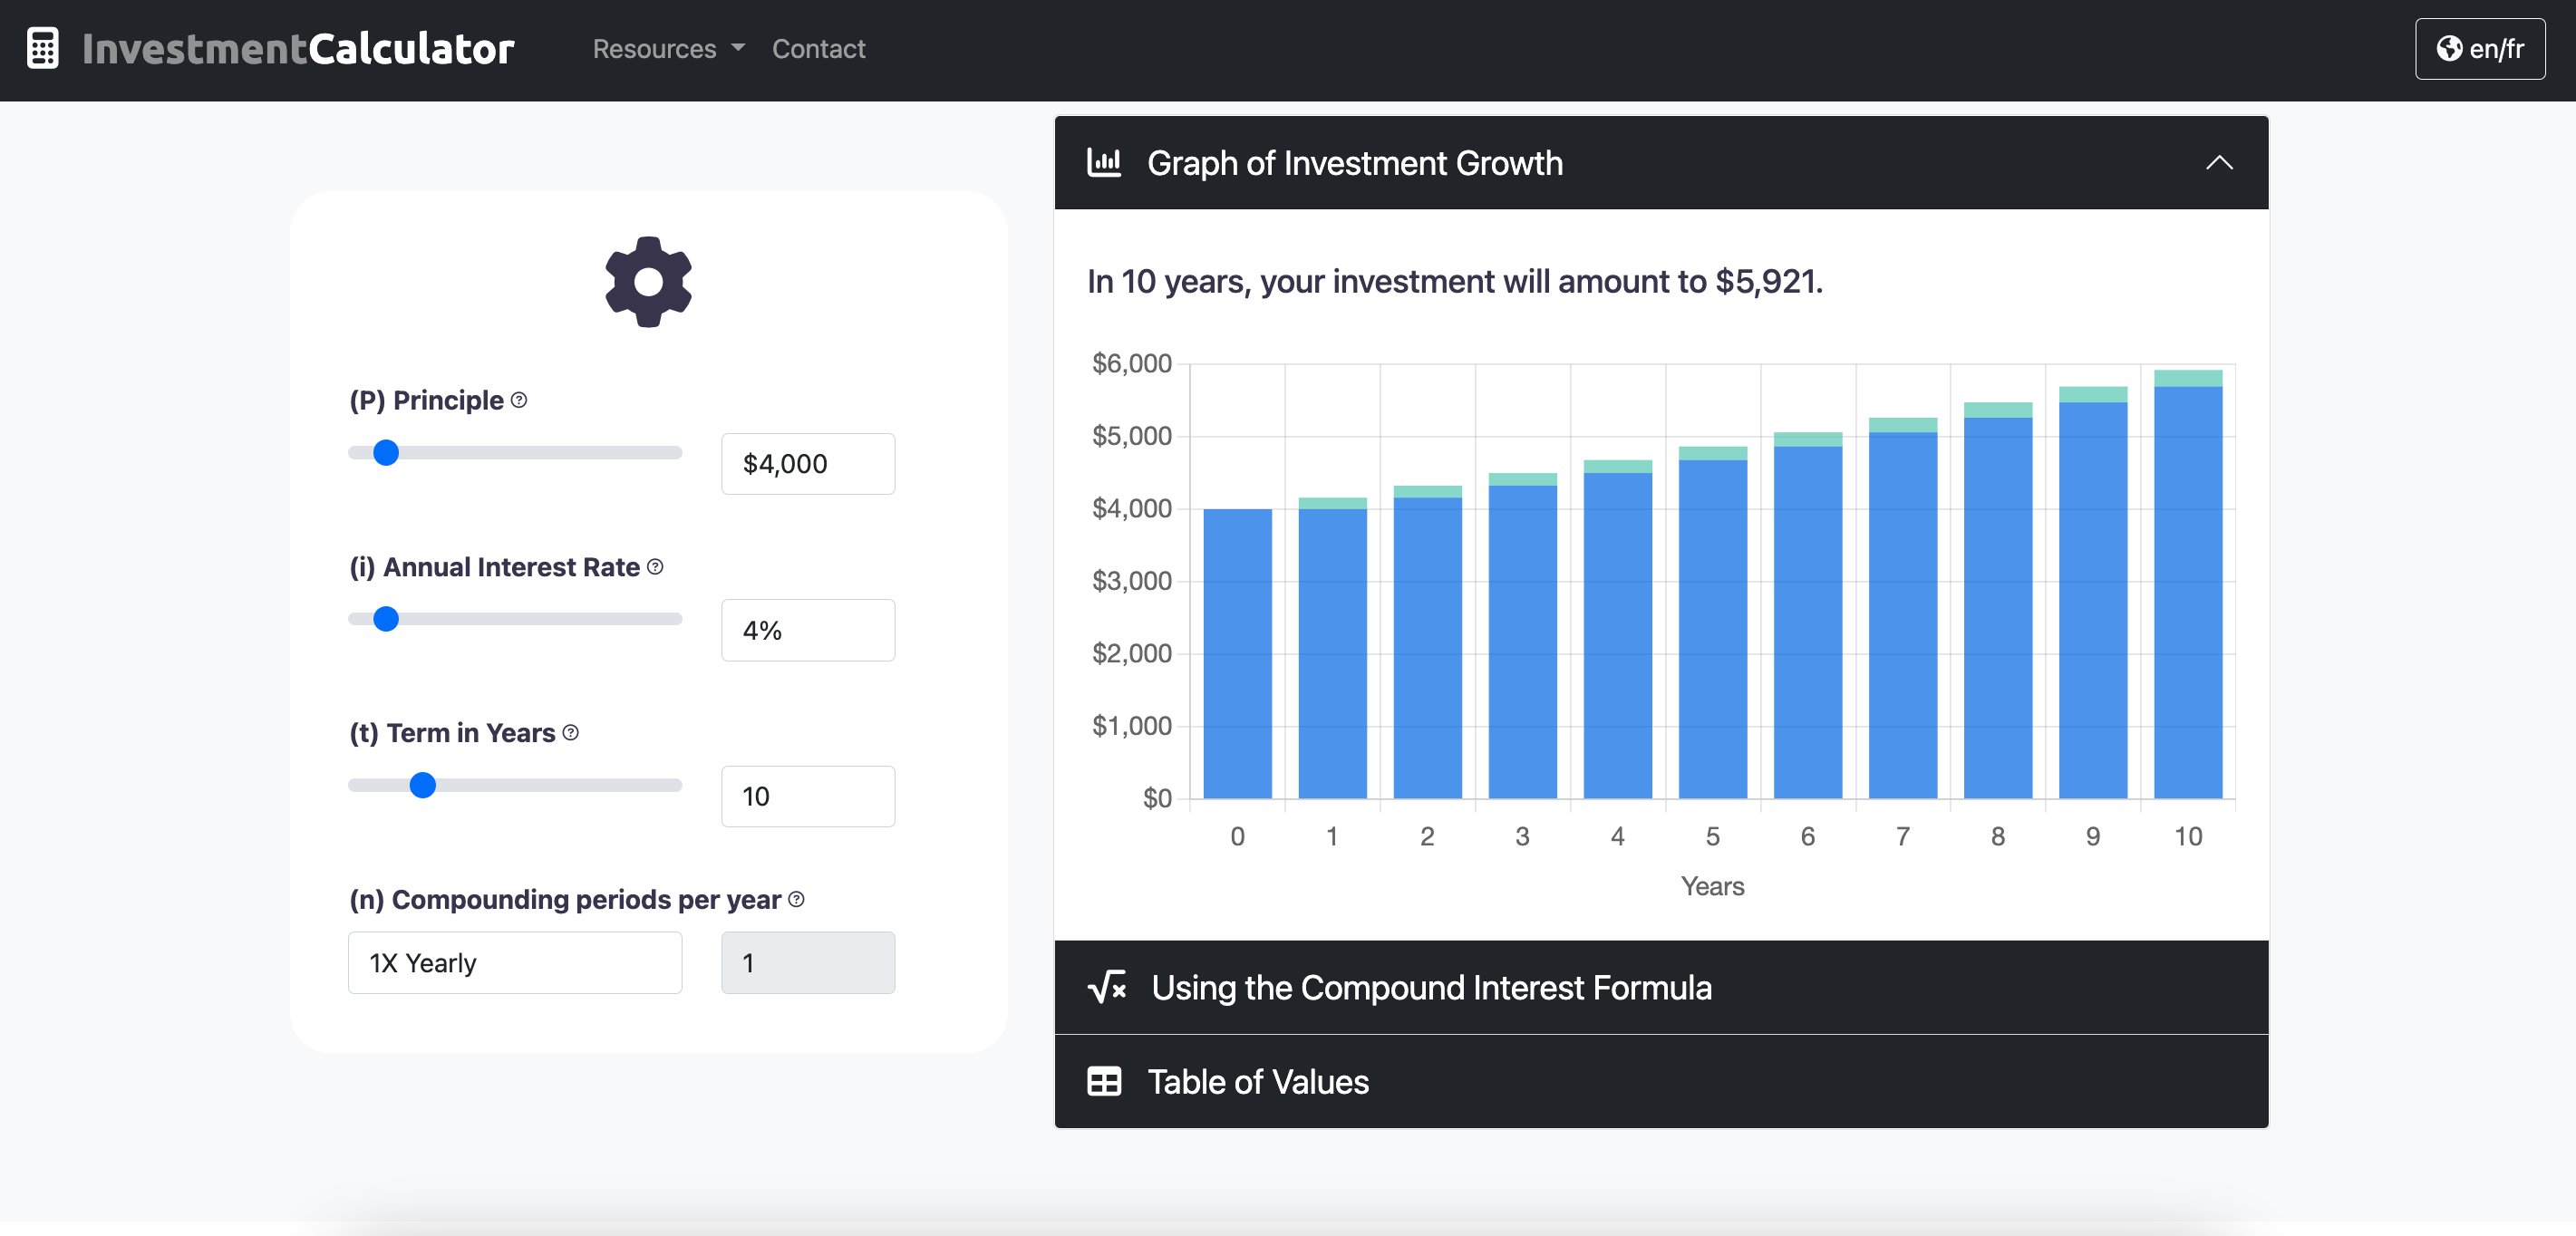 InvestmentCalculator Resources Contact en/fr
(P) Principle
$4,000
(i) Annual Interest Rate
4%
(t) Term in Years
10
(n) Compounding periods per year
1X Yearly 1
Graph of Investment Growth
In 10 years, your investment will amount to $5,921.
$6,000
$5,000
$4,000
$3,000
$2,000
$1,000
$0
0 1 2 3 4 5 6 7 8 9 10
Years
Using the Compound Interest Formula
Table of Values